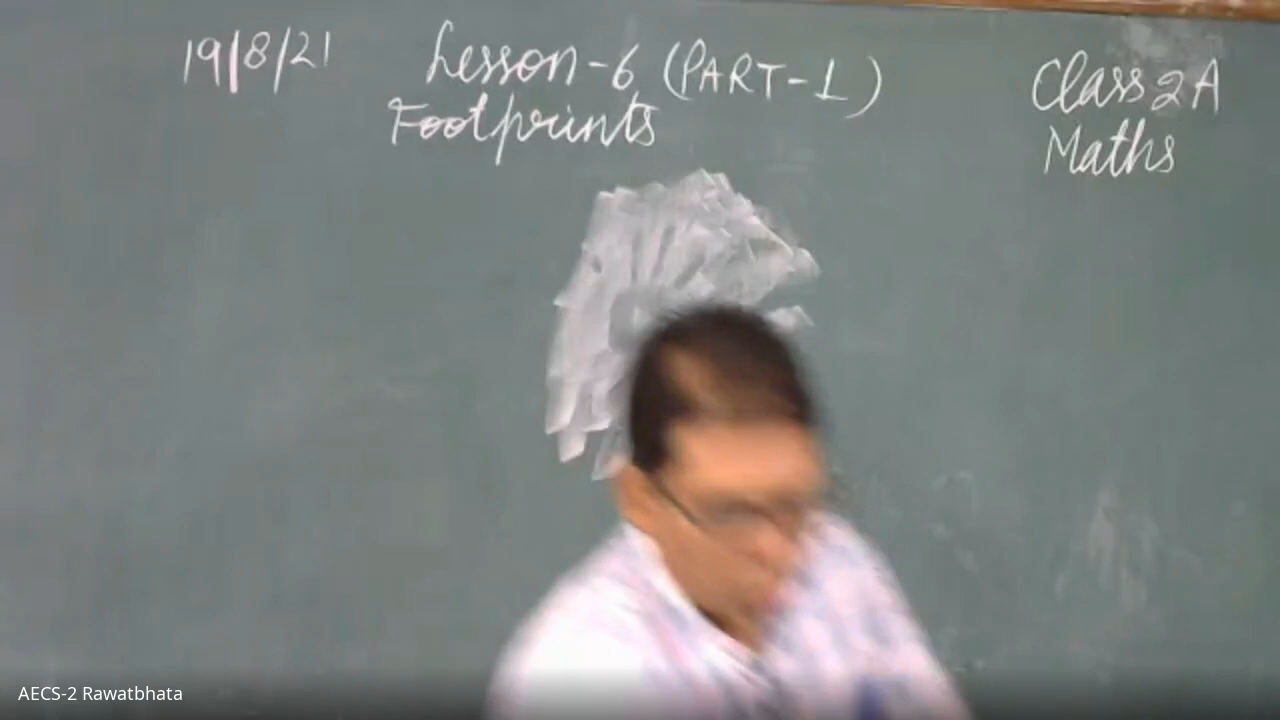 19/8/21 Lesson-6 (PART-1) Class 2A
Footprints Maths
AECS-2 Rawatbhata